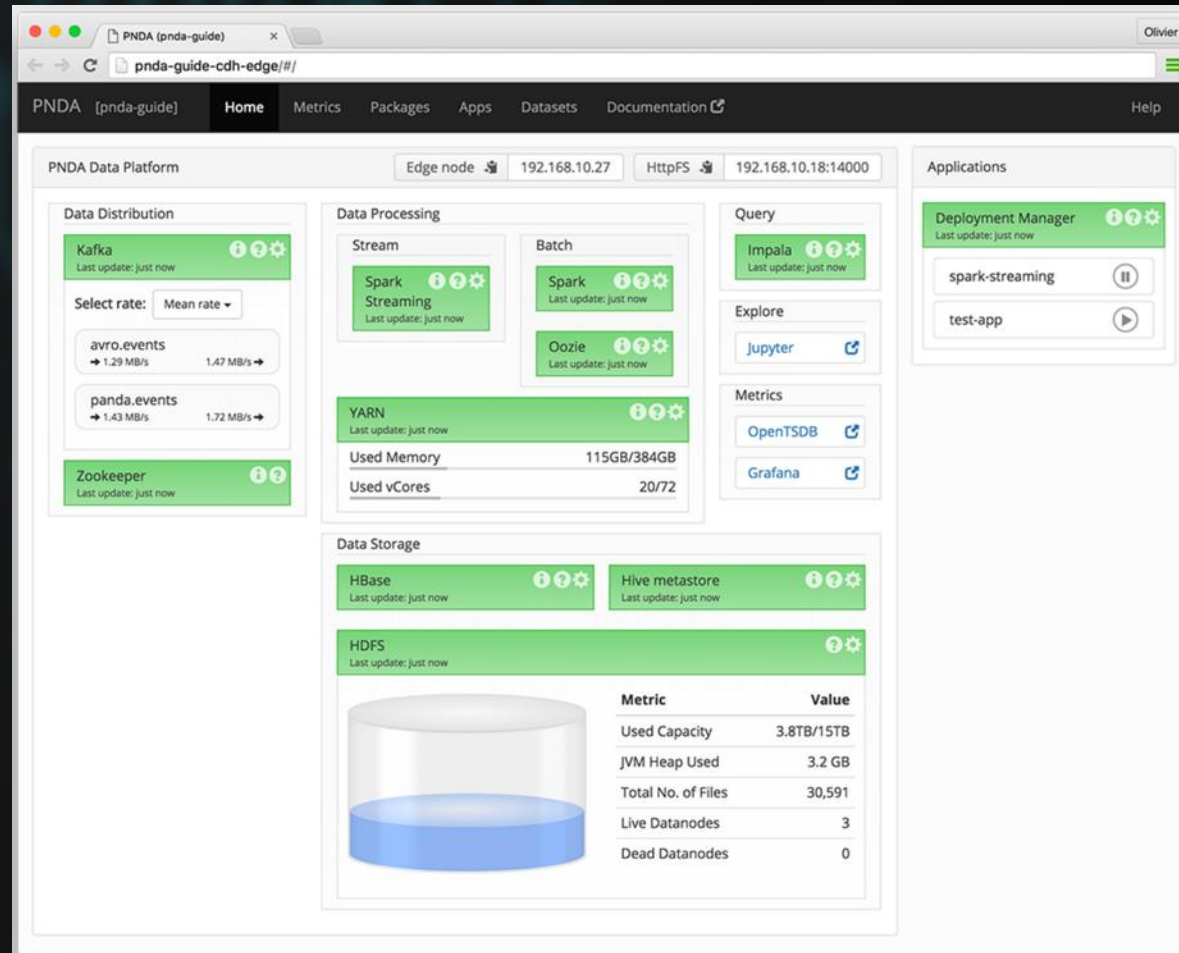 PNDA (pnda-guide)
Olivier
pnda-guide-cdh-edge/#/
PNDA [pnda-guide] Home Metrics Packages Apps Datasets Documentation Help
PNDA Data Platform Edge node 192.168.10.27 HttpFS 192.168.10.18:14000
Data Distribution
Kafka
Last update: just now
Select rate: Mean rate
avro.events
1.29 MB/s 1.47 MB/s
panda.events
1.43 MB/s 1.72 MB/s
Zookeeper
Last update: just now
Data Processing
Stream
Spark
Streaming
Last update: just now
Batch
Spark
Last update: just now
Oozie
Last update: just now
YARN
Last update: just now
Used Memory 115GB/384GB
Used vCores 20/72
Query
Impala
Last update: just now
Explore
Jupyter
Metrics
OpenTSDB
Grafana
Data Storage
HBase
Last update: just now
Hive metastore
Last update: just now
HDFS
Last update: just now
Metric Value
Used Capacity 3.8TB/15TB
JVM Heap Used 3.2 GB
Total No. of Files 30,591
Live Datanodes 3
Dead Datanodes 0
Applications
Deployment Manager
Last update: just now
spark-streaming
test-app